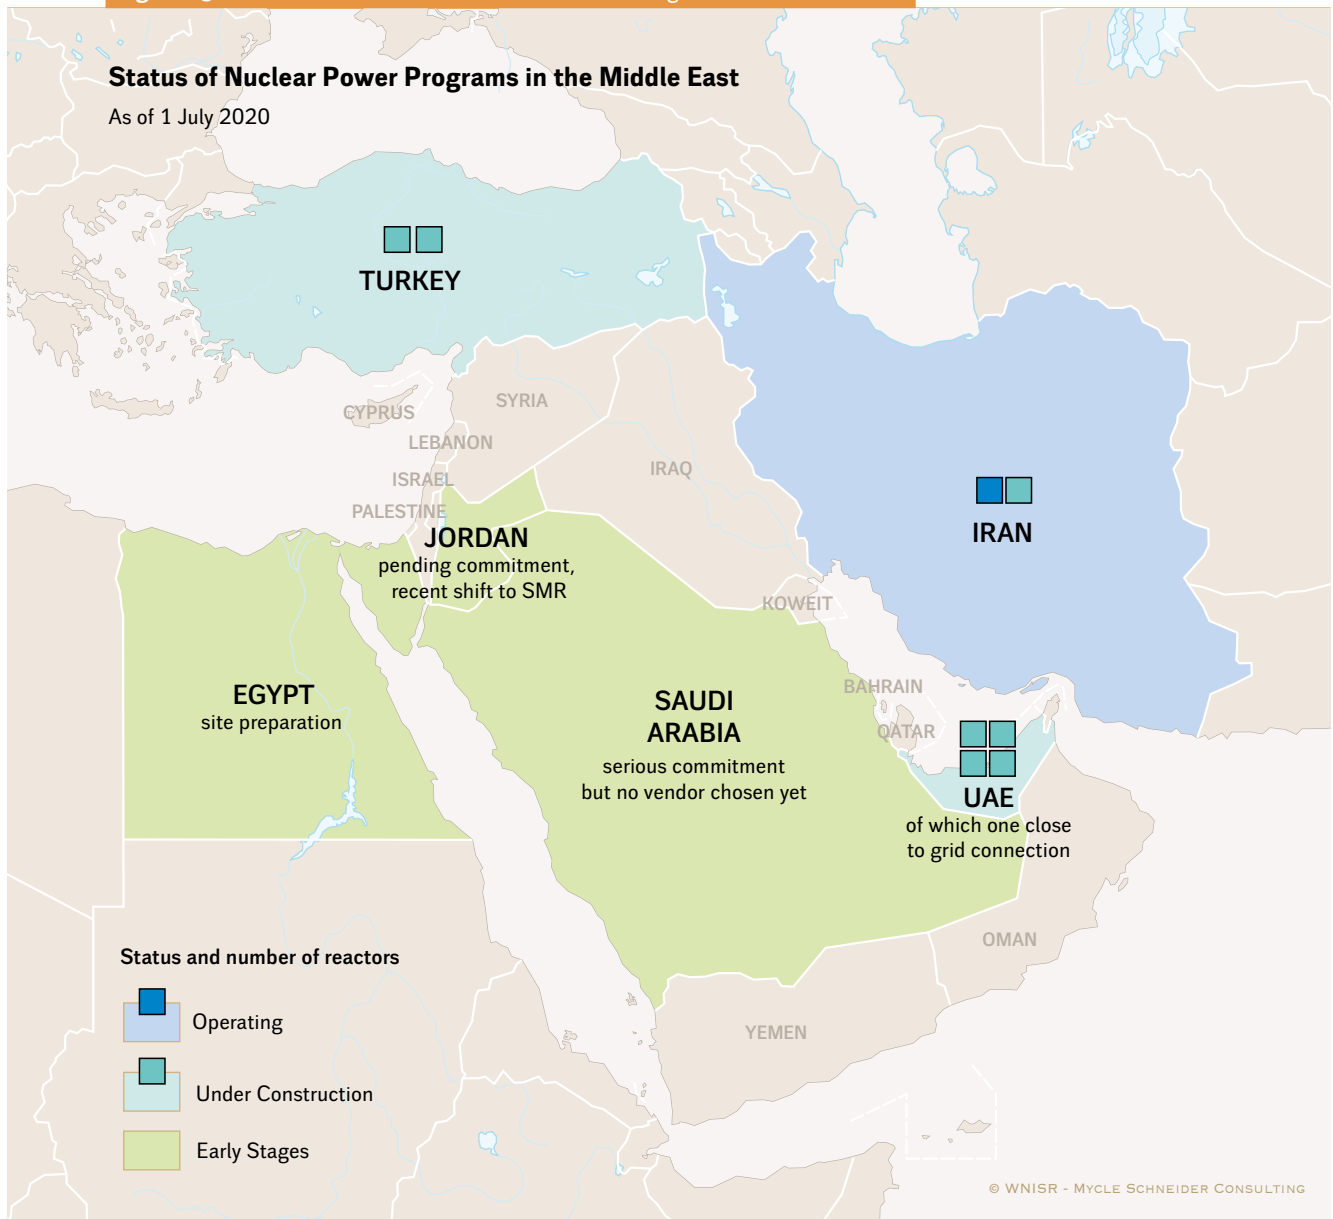 Status of Nuclear Power Programs in the Middle East
As of 1 July 2020
TURKEY
CYPRUS
SYRIA
LEBANON
ISRAEL
IRAQ
PALESTINE
JORDAN
pending commitment,
recent shift to SMR
IRAN
KOWEIT
EGYPT
site preparation
SAUDI
ARABIA
serious commitment
but no vendor chosen yet
BAHRAIN
QATAR
UAE
of which one close
to grid connection
OMAN
YEMEN
Status and number of reactors
Operating
Under Construction
Early Stages
© WNISR - Mycle Schneider Consulting